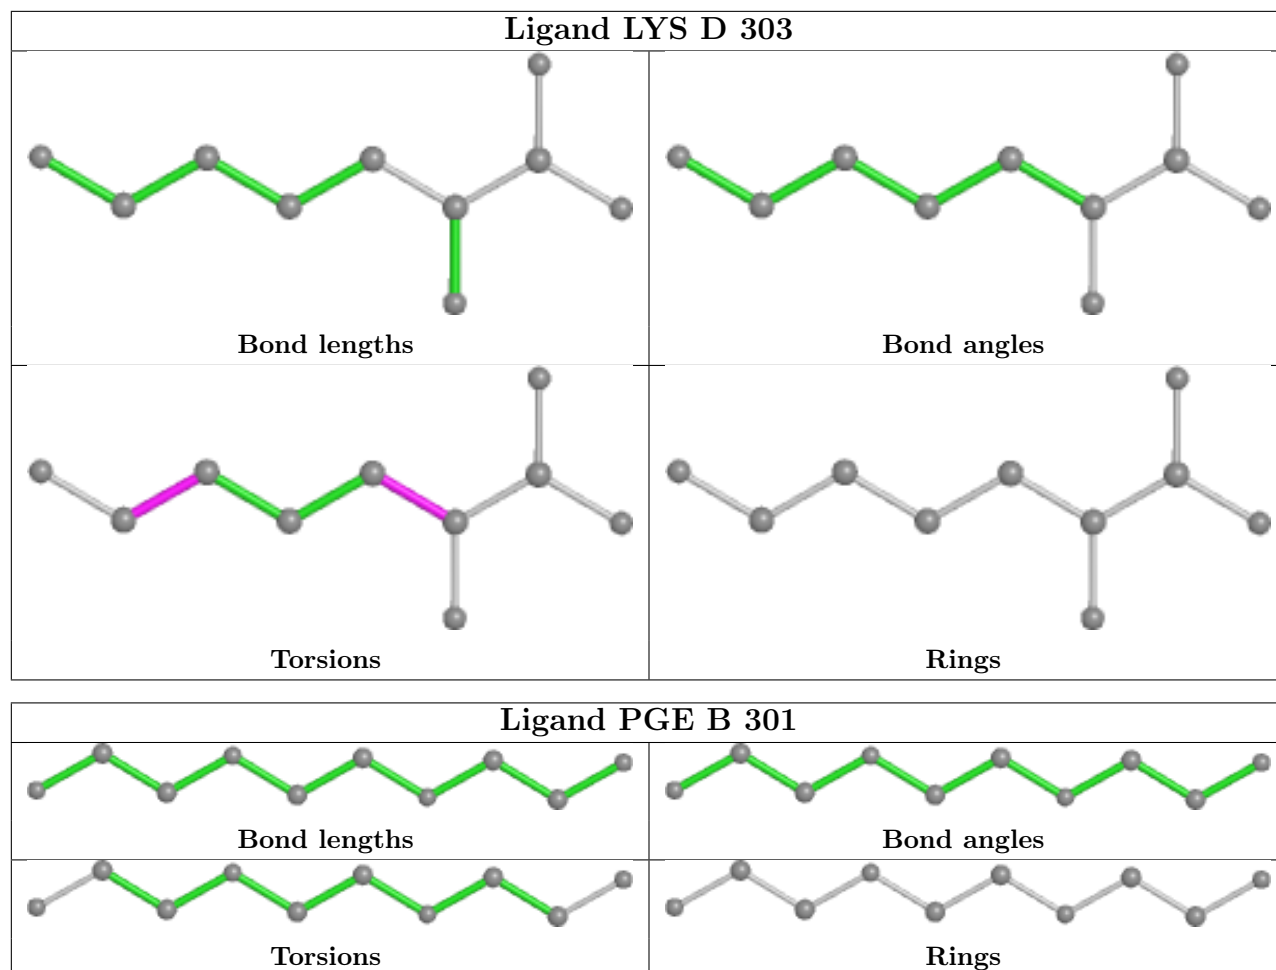 Ligand LYS D 303
Bond lengths Bond angles
Torsions Rings
Ligand PGE B 301
Bond lengths Bond angles
Torsions Rings